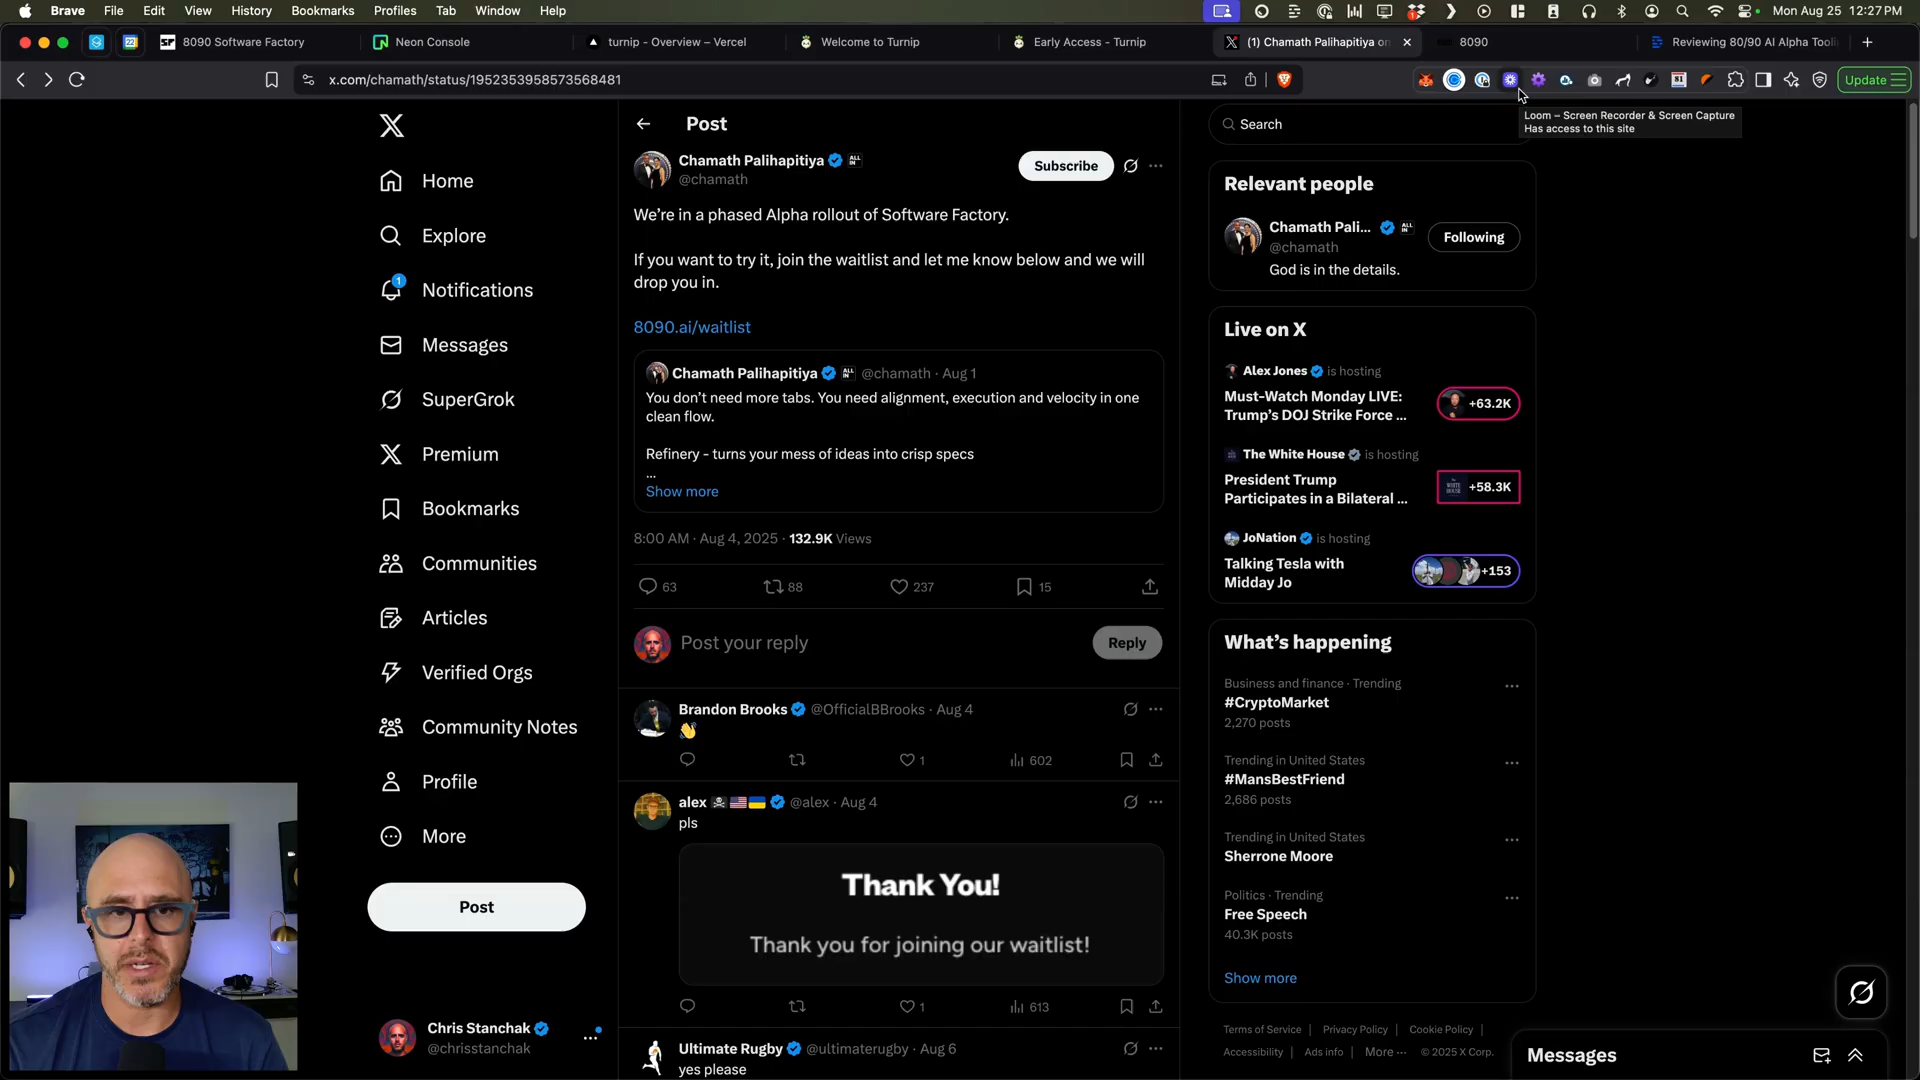 Brave File Edit View History Bookmarks Profiles Tab Window Help
Mon Aug 25 12:27 PM
8090 Software Factory
Neon Console
turnip - Overview – Vercel
Welcome to Turnip
Early Access - Turnip
(1) Chamath Palihapitiya on
8090
Reviewing 80/90 AI Alpha Toolin
x.com/chamath/status/1952353958573568481
Update
Loom – Screen Recorder & Screen Capture
Has access to this site
Home
Explore
1
Notifications
Messages
SuperGrok
Premium
Bookmarks
Communities
Articles
Verified Orgs
Community Notes
Profile
More
Post
Chris Stanchak
@chrisstanchak
Post
Chamath Palihapitiya
@chamath
Subscribe
We're in a phased Alpha rollout of Software Factory.
If you want to try it, join the waitlist and let me know below and we will
drop you in.
8090.ai/waitlist
Chamath Palihapitiya @chamath · Aug 1
You don't need more tabs. You need alignment, execution and velocity in one
clean flow.
Refinery - turns your mess of ideas into crisp specs
...
Show more
8:00 AM · Aug 4, 2025 · 132.9K Views
63 88 237 15
Post your reply
Reply
Brandon Brooks @OfficialBBrooks · Aug 4
1 602
alex @alex · Aug 4
pls
Thank You!
Thank you for joining our waitlist!
1 613
Ultimate Rugby @ultimaterugby · Aug 6
yes please
Search
Relevant people
Chamath Pali...
@chamath
Following
God is in the details.
Live on X
Alex Jones is hosting
Must-Watch Monday LIVE:
Trump's DOJ Strike Force ...
+63.2K
The White House is hosting
President Trump
Participates in a Bilateral ...
+58.3K
JoNation is hosting
Talking Tesla with
Midday Jo
+153
What's happening
Business and finance · Trending
#CryptoMarket
2,270 posts
Trending in United States
#MansBestFriend
2,686 posts
Trending in United States
Sherrone Moore
Politics · Trending
Free Speech
40.3K posts
Show more
Terms of Service | Privacy Policy | Cookie Policy |
Accessibility | Ads info | More ··· © 2025 X Corp.
Messages